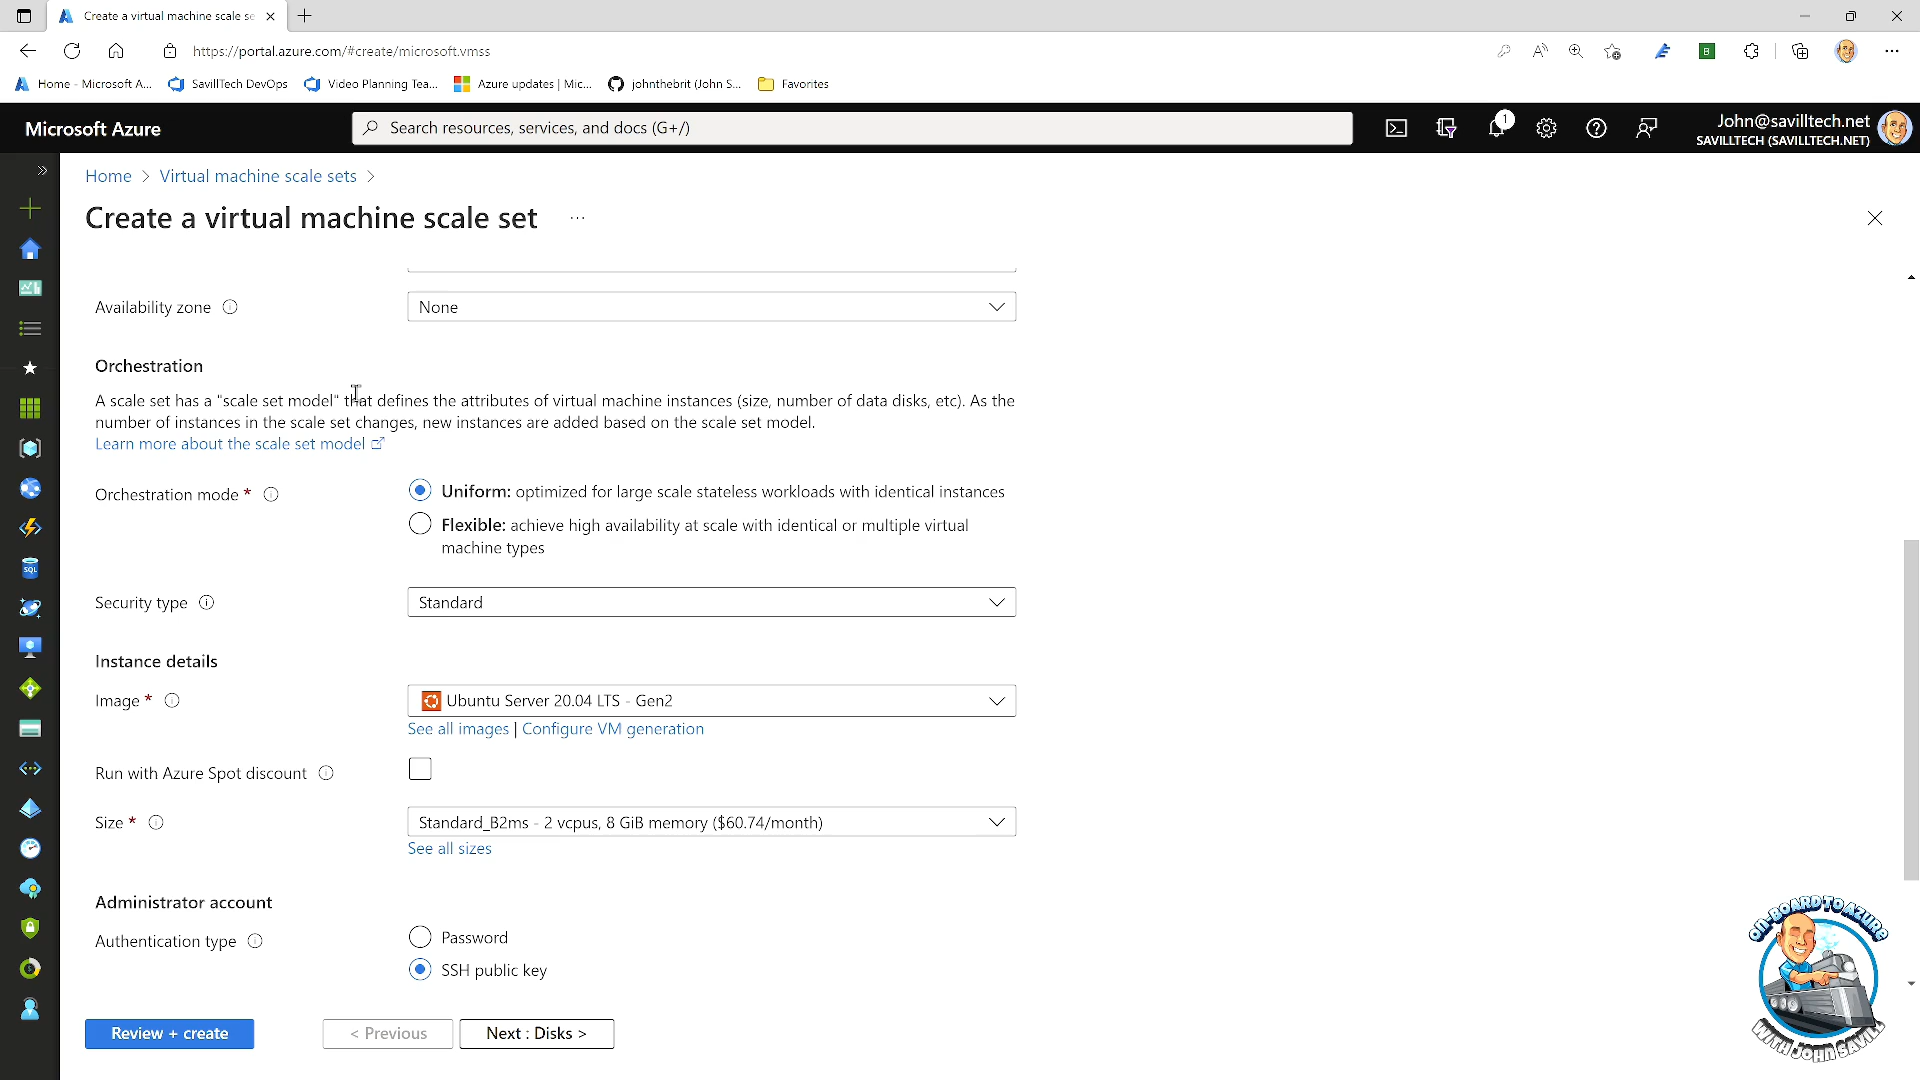 Create a virtual machine scale se
https://portal.azure.com/#create/microsoft.vmss
Home - Microsoft A...
SavillTech DevOps
Video Planning Tea...
Azure updates | Mic...
johnthebrit (John S...
Favorites
Microsoft Azure
Search resources, services, and docs (G+/)
1
John@savilltech.net
SAVILLTECH (SAVILLTECH.NET)
Home > Virtual machine scale sets >
Create a virtual machine scale set ...
Availability zone
None
Orchestration
A scale set has a "scale set model" that defines the attributes of virtual machine instances (size, number of data disks, etc). As the
number of instances in the scale set changes, new instances are added based on the scale set model.
Learn more about the scale set model
Orchestration mode *
Uniform: optimized for large scale stateless workloads with identical instances
Flexible: achieve high availability at scale with identical or multiple virtual
machine types
Security type
Standard
Instance details
Image *
Ubuntu Server 20.04 LTS - Gen2
See all images | Configure VM generation
Run with Azure Spot discount
Size *
Standard_B2ms - 2 vcpus, 8 GiB memory ($60.74/month)
See all sizes
Administrator account
Authentication type
Password
SSH public key
Review + create
< Previous
Next : Disks >
ON-BOARD TO AZURE
WITH JOHN SAVILL
SQL
B